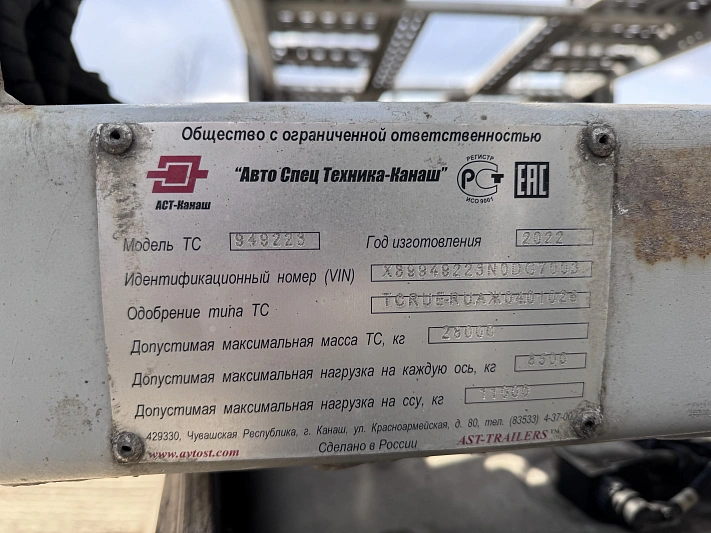 Общество с ограниченной ответственностью
АСТ-Канаш
"Авто Спец Техника-Канаш"
РЕГИСТР
РСТ
ИСО 9001
ЕАС
Модель ТС 949223 Год изготовления 2022
Идентификационный номер (VIN) X89949223N0DC7003
Одобрение типа ТС
Допустимая максимальная масса ТС, кг 28000
Допустимая максимальная нагрузка на каждую ось, кг
Допустимая максимальная нагрузка на ссу, кг
429330, Чувашская Республика, г. Канаш, ул. Красноармейская, д. 80, тел. (83533) 4-37-00
www.avtost.com Сделано в России AST-TRAILERS™